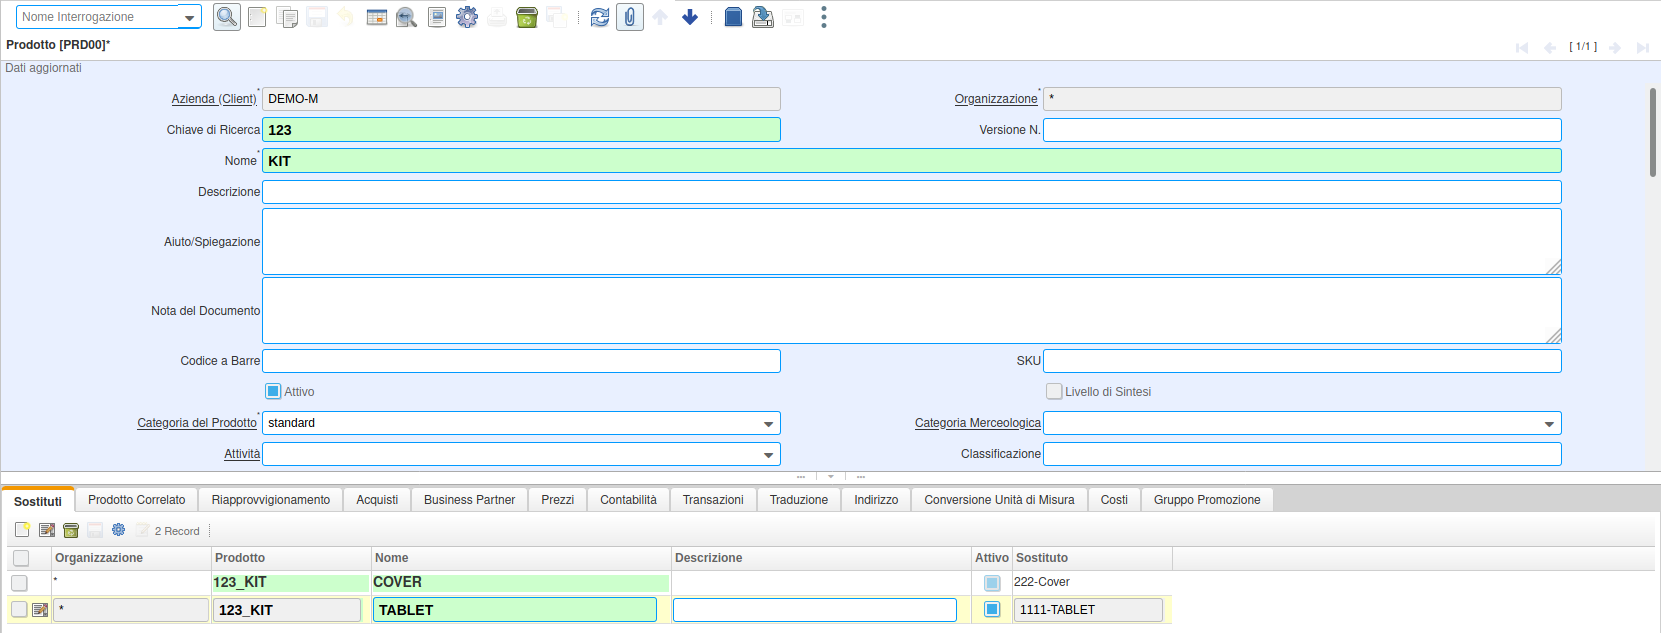 Nome Interrogazione
Prodotto [PRD00]*
[ 1/1 ]
Dati aggiornati
Azienda (Client)* DEMO-M Organizzazione* *
Chiave di Ricerca 123 Versione N.
Nome* KIT
Descrizione
Aiuto/Spiegazione
Nota del Documento
Codice a Barre SKU
Attivo Livello di Sintesi
Categoria del Prodotto* standard Categoria Merceologica
Attività Classificazione
Sostituti Prodotto Correlato Riapprovvigionamento Acquisti Business Partner Prezzi Contabilità Transazioni Traduzione Indirizzo Conversione Unità di Misura Costi Gruppo Promozione
2 Record
Organizzazione Prodotto Nome Descrizione Attivo Sostituto
* 123_KIT COVER 222-Cover
* 123_KIT TABLET 1111-TABLET